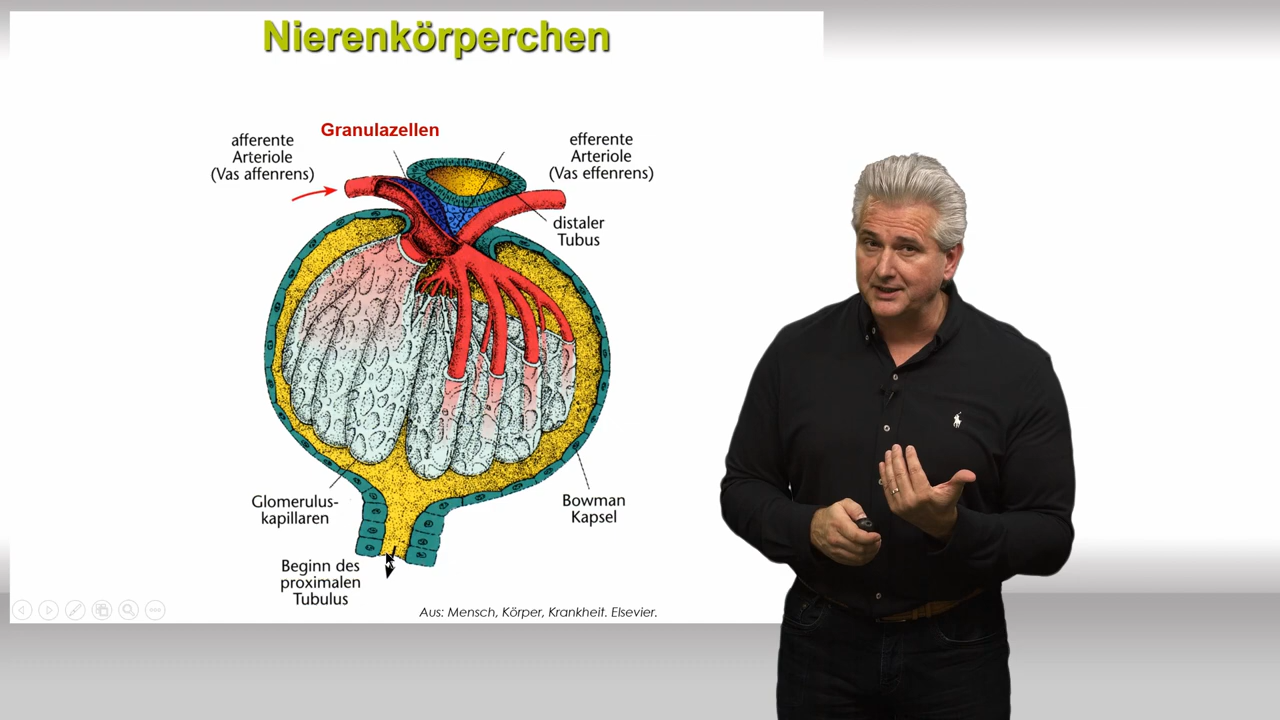 Nierenkörperchen
afferente
Arteriole
(Vas affenrens)
Granulazellen
efferente
Arteriole
(Vas effenrens)
distaler
Tubus
Glomerulus-
kapillaren
Bowman
Kapsel
Beginn des
proximalen
Tubulus
Aus: Mensch, Körper, Krankheit. Elsevier.